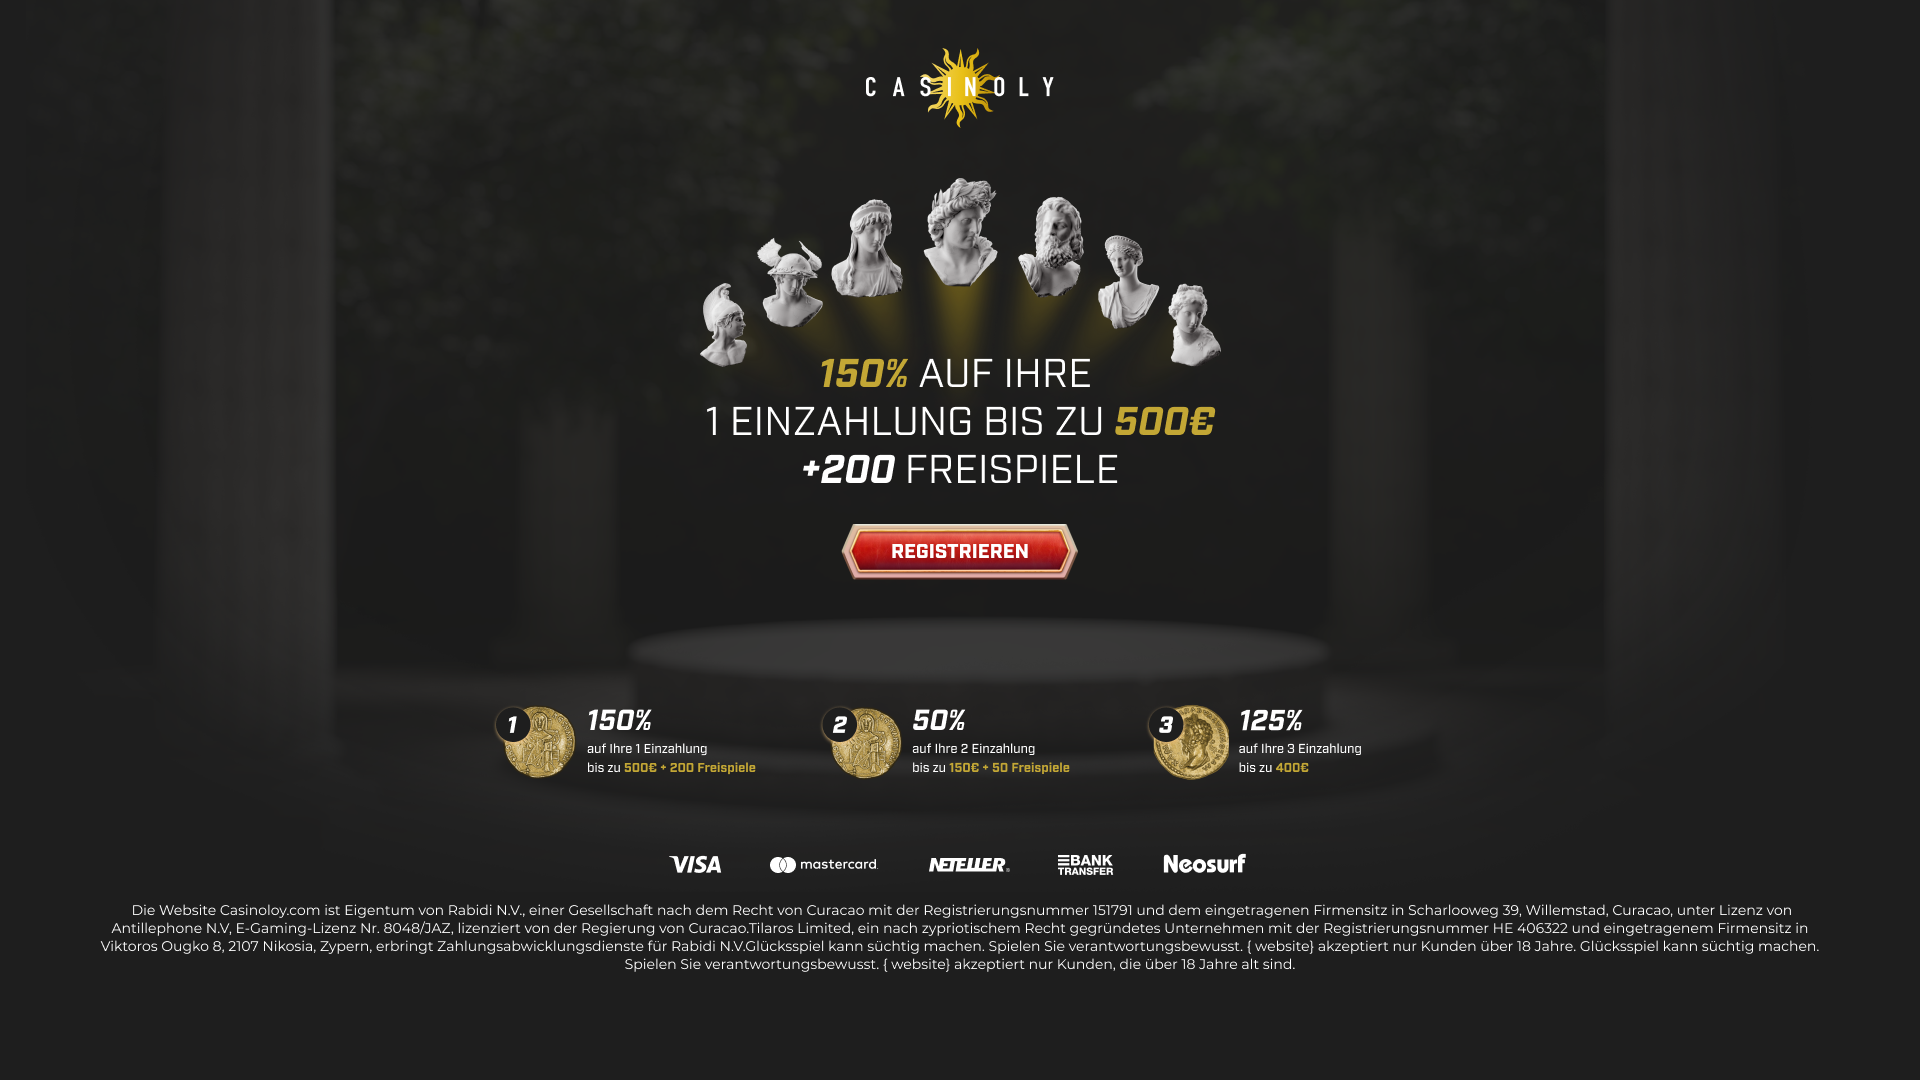 CASINOLY
150% AUF IHRE
1 EINZAHLUNG BIS ZU 500€
+200 FREISPIELE
REGISTRIEREN
1
150%
auf Ihre 1 Einzahlung
bis zu 500€ + 200 Freispiele
2
50%
auf Ihre 2 Einzahlung
bis zu 150€ + 50 Freispiele
3
125%
auf Ihre 3 Einzahlung
bis zu 400€
VISA mastercard. NETELLER BANK TRANSFER Neosurf
Die Website Casinoloy.com ist Eigentum von Rabidi N.V., einer Gesellschaft nach dem Recht von Curacao mit der Registrierungsnummer 151791 und dem eingetragenen Firmensitz in Scharlooweg 39, Willemstad, Curacao, unter Lizenz von
Antillephone N.V, E-Gaming-Lizenz Nr. 8048/JAZ, lizenziert von der Regierung von Curacao.Tilaros Limited, ein nach zypriotischem Recht gegründetes Unternehmen mit der Registrierungsnummer HE 406322 und eingetragenem Firmensitz in
Viktoros Ougko 8, 2107 Nikosia, Zypern, erbringt Zahlungsabwicklungsdienste für Rabidi N.V.Glücksspiel kann süchtig machen. Spielen Sie verantwortungsbewusst. { website} akzeptiert nur Kunden über 18 Jahre. Glücksspiel kann süchtig machen.
Spielen Sie verantwortungsbewusst. { website} akzeptiert nur Kunden, die über 18 Jahre alt sind.